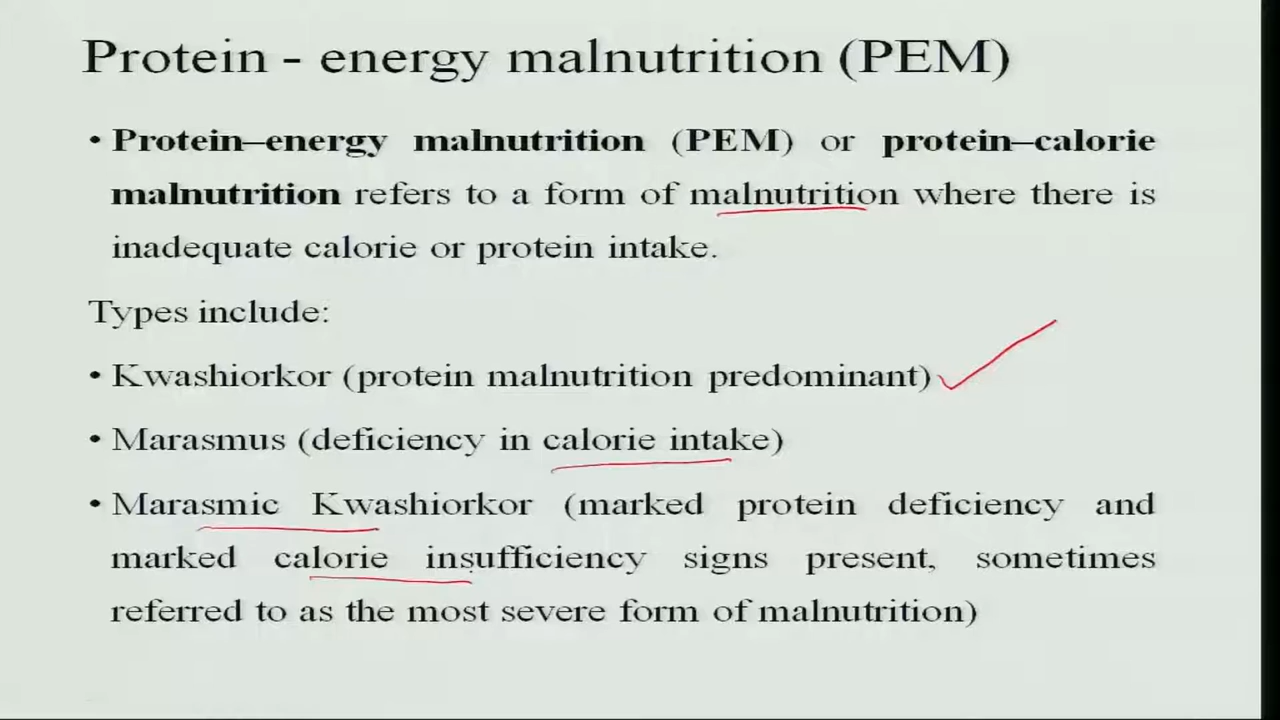 Protein - energy malnutrition (PEM)
• Protein–energy malnutrition (PEM) or protein–calorie
malnutrition refers to a form of malnutrition where there is
inadequate calorie or protein intake.
Types include:
• Kwashiorkor (protein malnutrition predominant)
• Marasmus (deficiency in calorie intake)
• Marasmic Kwashiorkor (marked protein deficiency and
marked calorie insufficiency signs present, sometimes
referred to as the most severe form of malnutrition)